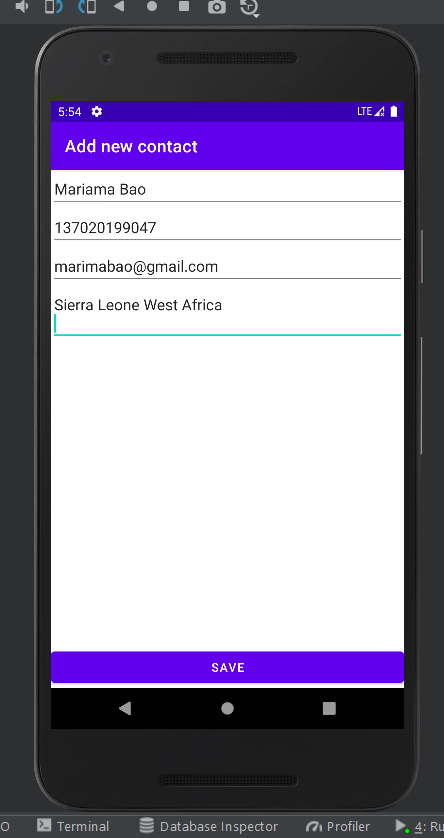 5:54 LTE
Add new contact
Mariama Bao
137020199047
marimabao@gmail.com
Sierra Leone West Africa
SAVE
O Terminal Database Inspector Profiler 4: Ru